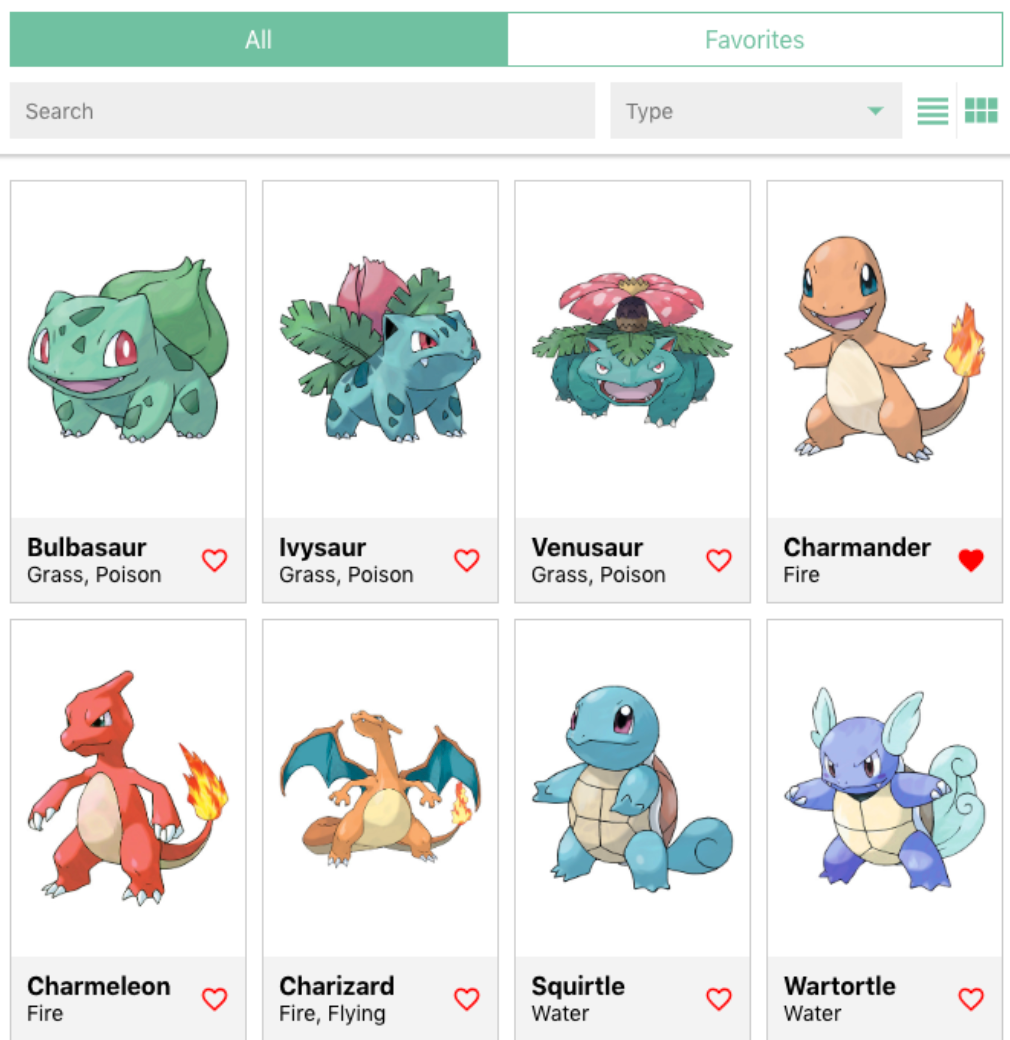 All
Favorites
Search
Type
Bulbasaur
Grass, Poison
Ivysaur
Grass, Poison
Venusaur
Grass, Poison
Charmander
Fire
Charmeleon
Fire
Charizard
Fire, Flying
Squirtle
Water
Wartortle
Water